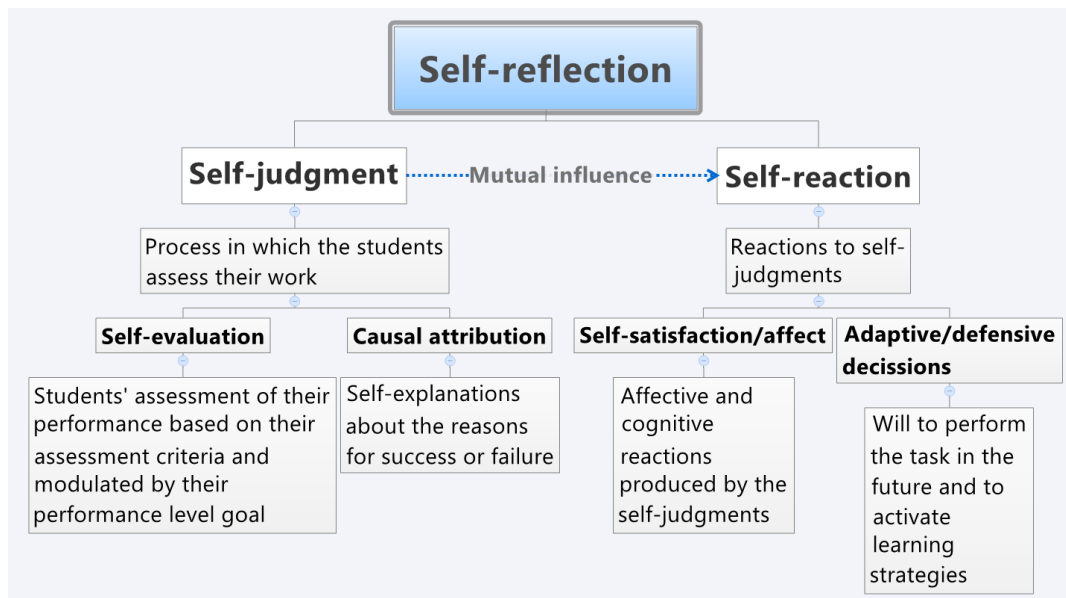 Self-reflection
Self-judgment
Mutual influence
Self-reaction
Process in which the students
assess their work
Reactions to self-
judgments
Self-evaluation
Causal attribution
Self-satisfaction/affect
Adaptive/defensive
decissions
Students' assessment of their
performance based on their
assessment criteria and
modulated by their
performance level goal
Self-explanations
about the reasons
for success or failure
Affective and
cognitive
reactions
produced by the
self-judgments
Will to perform
the task in the
future and to
activate
learning
strategies